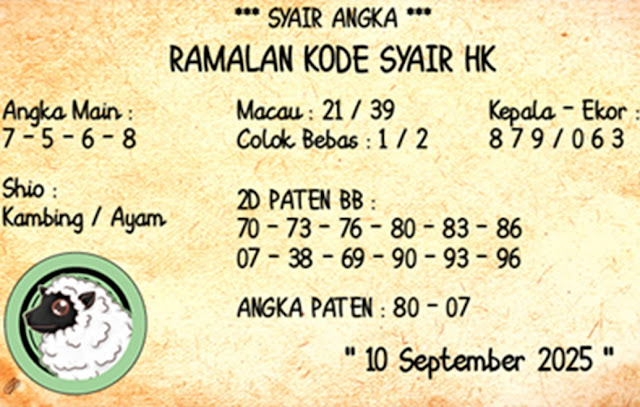 *** SYAIR ANGKA ***
RAMALAN KODE SYAIR HK
Angka Main :
7 - 5 - 6 - 8
Macau : 21 / 39
Colok Bebas : 1 / 2
Kepala - Ekor :
8 7 9 / 0 6 3
Shio :
Kambing / Ayam
2D PATEN BB :
70 - 73 - 76 - 80 - 83 - 86
07 - 38 - 69 - 90 - 93 - 96
ANGKA PATEN : 80 - 07
" 10 September 2025 "